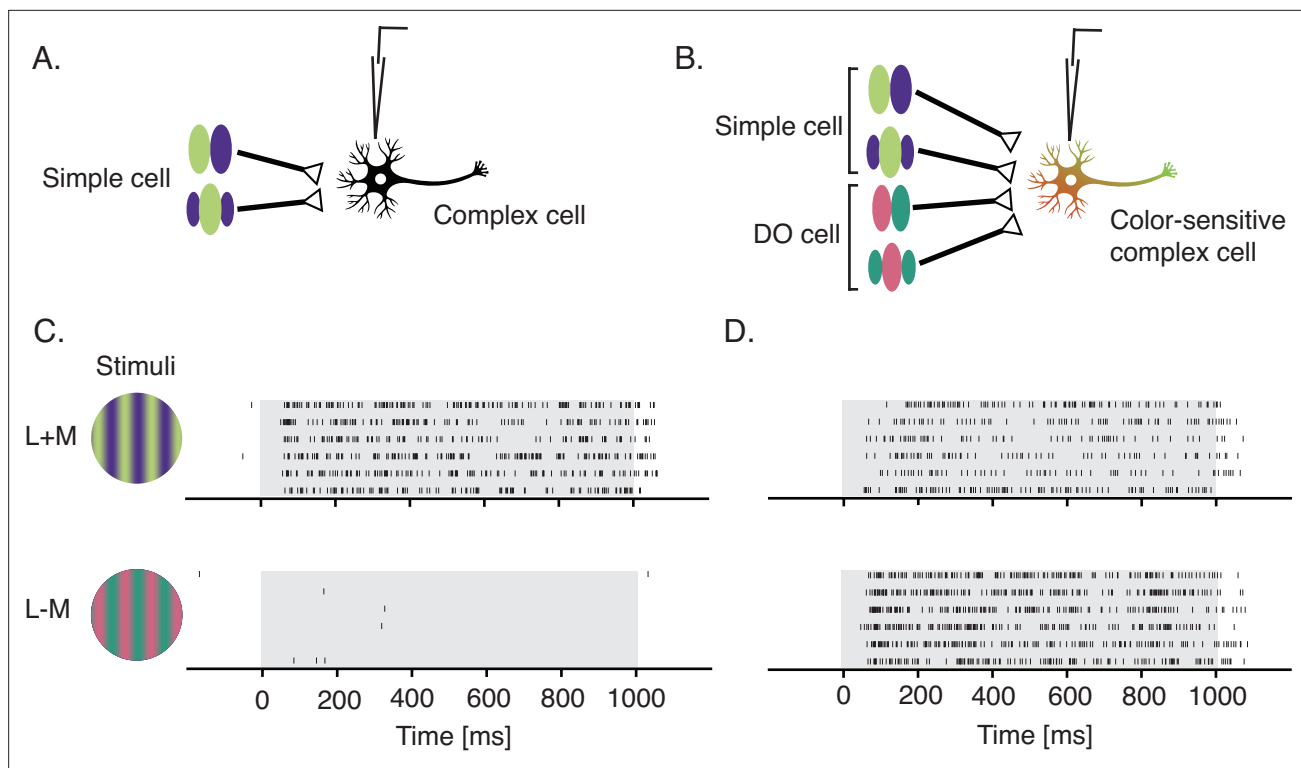 A.
Simple cell
Complex cell
B.
Simple cell
DO cell
Color-sensitive
complex cell
C.
Stimuli
L+M
L-M
0 200 400 600 800 1000
Time [ms]
D.
0 200 400 600 800 1000
Time [ms]